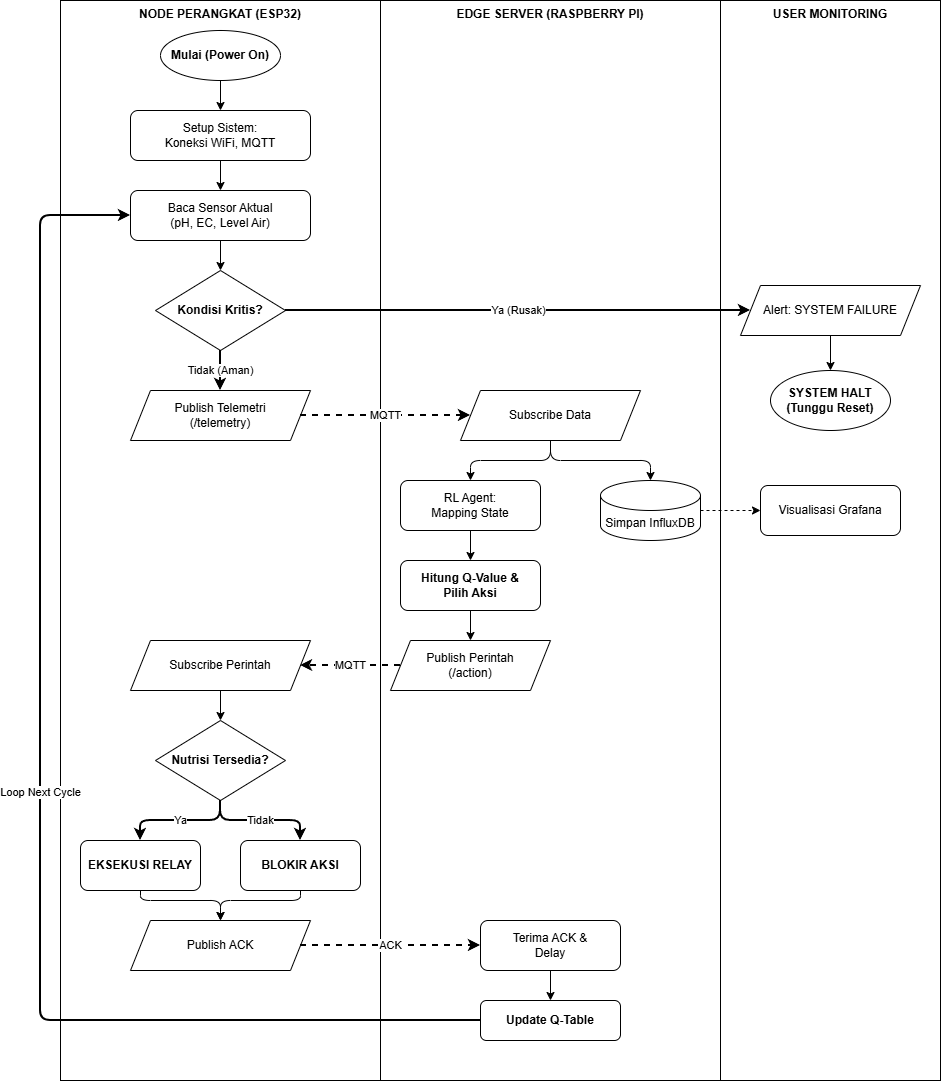 NODE PERANGKAT (ESP32)
EDGE SERVER (RASPBERRY PI)
USER MONITORING
Mulai (Power On)
Setup Sistem:
Koneksi WiFi, MQTT
Baca Sensor Aktual
(pH, EC, Level Air)
Kondisi Kritis?
Ya (Rusak)
Alert: SYSTEM FAILURE
Tidak (Aman)
SYSTEM HALT
(Tunggu Reset)
Publish Telemetri
(/telemetry)
MQTT
Subscribe Data
RL Agent:
Mapping State
Simpan InfluxDB
Visualisasi Grafana
Hitung Q-Value &
Pilih Aksi
Subscribe Perintah
MQTT
Publish Perintah
(/action)
Nutrisi Tersedia?
Loop Next Cycle
Ya
Tidak
EKSEKUSI RELAY
BLOKIR AKSI
Publish ACK
ACK
Terima ACK &
Delay
Update Q-Table